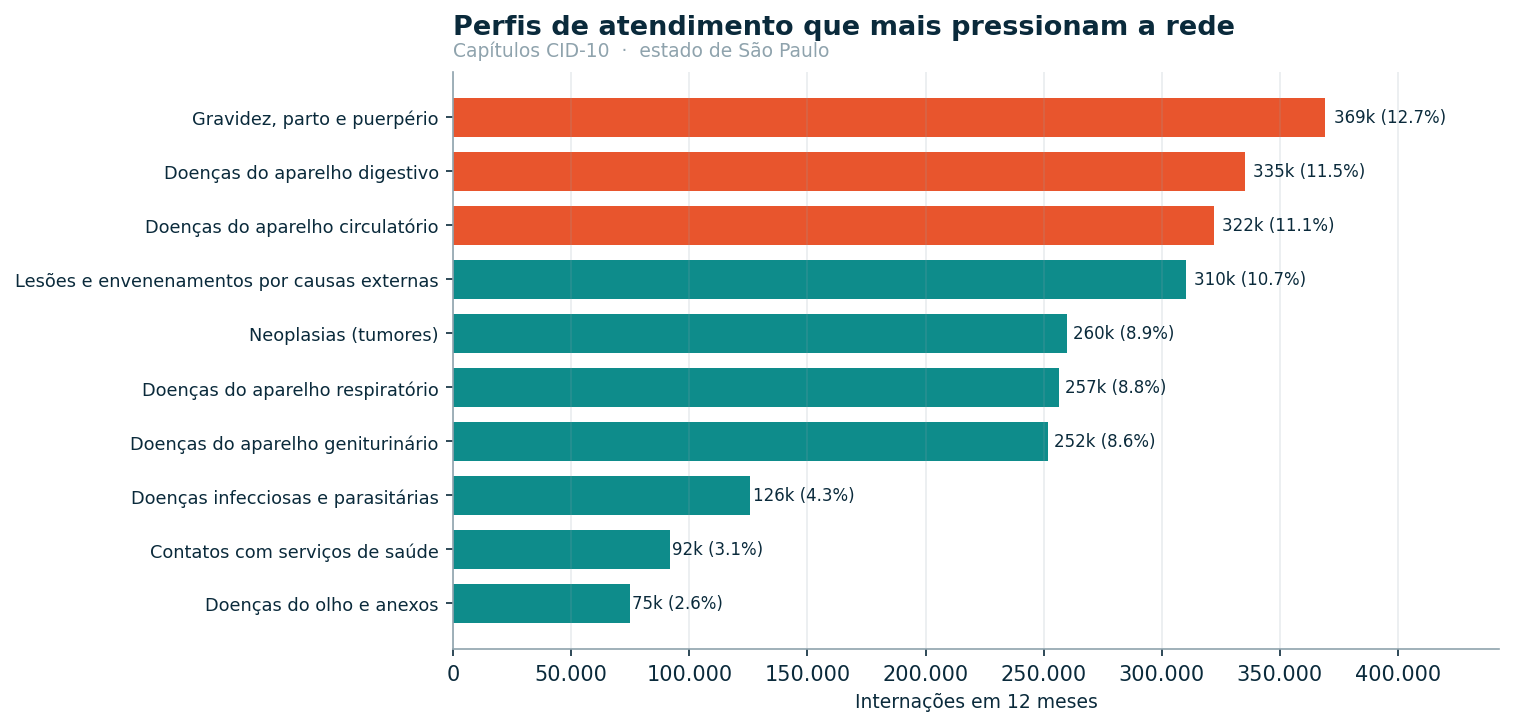 Perfis de atendimento que mais pressionam a rede
Capítulos CID-10 · estado de São Paulo
Gravidez, parto e puerpério 369k (12.7%)
Doenças do aparelho digestivo 335k (11.5%)
Doenças do aparelho circulatório 322k (11.1%)
Lesões e envenenamentos por causas externas 310k (10.7%)
Neoplasias (tumores) 260k (8.9%)
Doenças do aparelho respiratório 257k (8.8%)
Doenças do aparelho geniturinário 252k (8.6%)
Doenças infecciosas e parasitárias 126k (4.3%)
Contatos com serviços de saúde 92k (3.1%)
Doenças do olho e anexos 75k (2.6%)
0 50.000 100.000 150.000 200.000 250.000 300.000 350.000 400.000
Internações em 12 meses